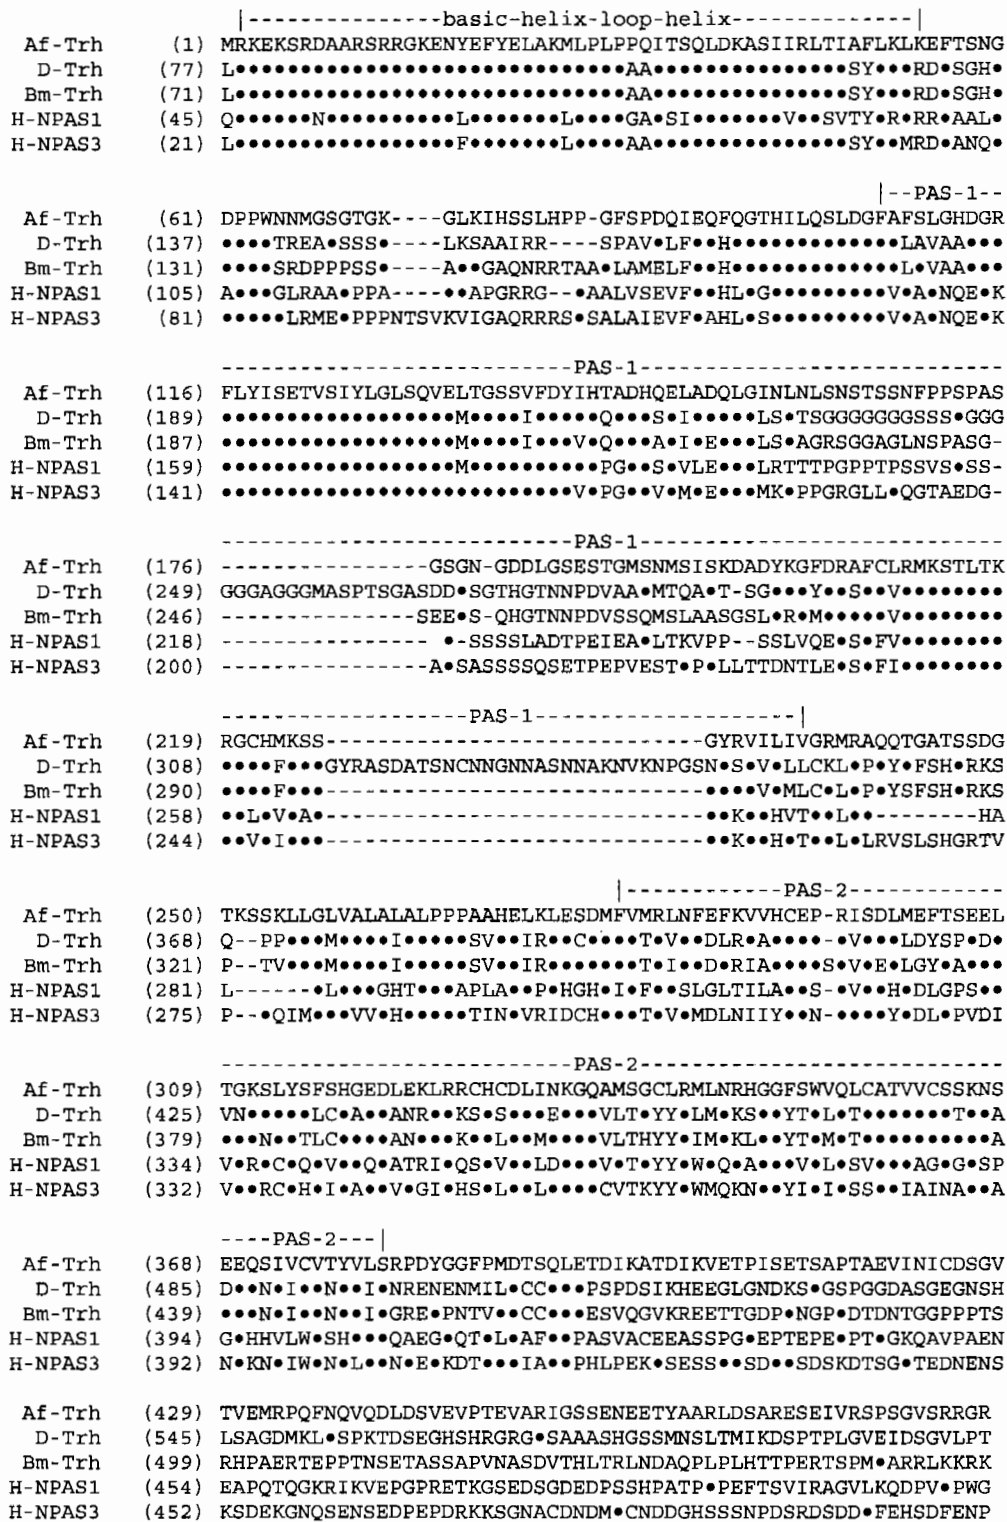 |---------------basic-helix-loop-helix-------------|
Af-Trh (1) MRKEKSRDAARSRRGKENYEFYELAKMLPLPPQITSQLDKASIIRLTIAFLKLKEFTSNG
D-Trh (77) L••••••••••••••••••••••••••••••AA•••••••••••••••SY•••RD•SGH•
Bm-Trh (71) L••••••••••••••••••••••••••••••AA•••••••••••••••SY•••RD•SGH•
H-NPAS1 (45) Q••••••N••••••••••L•••••••L••••GA•SI•••••••V••SVTY•R•RR•AAL•
H-NPAS3 (21) L•••••••••••••••••F•••••••L••••AA•••••••••••••••SY••MRD•ANQ•
|--PAS-1--
Af-Trh (61) DPPWNNMGSGTGK----GLKIHSSLHPP-GFSPDQIEQFQGTHILQSLDGFAFSLGHDGR
D-Trh (137) ••••TREA•SSS•----LKSAAIRR----SPAV•LF••H•••••••••••LAVAA•••
Bm-Trh (131) ••••SRDPPPSS•----A••GAQNRRTAA•LAMELF••H••••••••••••L•VAA•••
H-NPAS1 (105) A•••GLRAA•PPA----••APGRRG--•AALVSEVF••HL•G•••••••••V•A•NQE•K
H-NPAS3 (81) •••••LRME•PPPNTSVKVIGAQRRRS•SALAIEVF•AHL•S•••••••••V•A•NQE•K
--------------------------PAS-1---------------------------
Af-Trh (116) FLYISETVSIYLGLSQVELTGSSVFDYIHTADHQELADQLGINLNLSNSTSSNFPPSPAS
D-Trh (189) ••••••••••••••••••M••••I•••••Q•••S•I•••••LS•TSGGGGGGGSSS•GGG
Bm-Trh (187) ••••••••••••••••••M••••I•••V•Q•••A•I•E•••LS•AGRSGGAGLNSPASG-
H-NPAS1 (159) ••••••••••••••••••M••••••••••PG••S•VLE•••LRTTTPGPPTPSSVS•SS-
H-NPAS3 (141) •••••••••••••••••••••••••••V•PG••V•M•E•••MK•PPGRGLL•QGTAEDG-
--------------------------PAS-1---------------------------
Af-Trh (176) ----------------GSGN-GDDLGSESTGMSNMSISKDADYKGFDRAFCLRMKSTLTK
D-Trh (249) GGGAGGGMASPTSGASDD•SGTHGTNNPDVAA•MTQA•T-SG•••Y••S••V••••••••
Bm-Trh (246) ---------------SEE•S-QHGTNNPDVSSQMSLAASGSL•R•M•••••V••••••••
H-NPAS1 (218) ---------------- •-SSSSLADTPEIEA•LTKVPP--SSLVQE•S•FV••••••••
H-NPAS3 (200) ----------------A•SASSSSQSETPEPVEST•P•LLTTDNTLE•S•FI••••••••
-------------------PAS-1---------------------|
Af-Trh (219) RGCHMKSS-----------------------------GYRVILIVGRMRAQQTGATSSDG
D-Trh (308) ••••F•••GYRASDATSNCNNGNNASNNAKNVKNPGSN•S•V•LLCKL•P•Y•FSH•RKS
Bm-Trh (290) ••••F•••-----------------------------••••V•MLC•L•P•YSFSH•RKS
H-NPAS1 (258) ••L•V•A•-----------------------------••K••HVT••L••--------HA
H-NPAS3 (244) ••V•I•••-----------------------------••K••H•T••L•LRVSLSHGRTV
|------------PAS-2------------
Af-Trh (250) TKSSKLLGLVALALALPPPAAHELKLESDMFVMRLNFEFKVVHCEP-RISDLMEFTSEEL
D-Trh (368) Q--PP•••M••••I•••••SV••IR••C••••T•V••DLR•A••••-•V•••LDYSP•D•
Bm-Trh (321) P--TV•••M••••I•••••SV••IR•••••••T•I••D•RIA••••S•V•E•LGY•A•••
H-NPAS1 (281) L------•L•••GHT•••APLA••P•HGH•I•F••SLGLTILA••S-•V••H•DLGPS••
H-NPAS3 (275) P--•QIM•••VV•H•••••TIN•VRIDCH•••T•V•MDLNIIY••N-••••Y•DL•PVDI
--------------------------PAS-2---------------------------
Af-Trh (309) TGKSLYSFSHGEDLEKLRRCHCDLINKGQAMSGCLRMLNRHGGFSWVQLCATVVCSSKNS
D-Trh (425) VN•••••LC•A••ANR••KS•S•••E•••VLT•YY•LM•KS••YT•L•T•••••••T••A
Bm-Trh (379) •••N••TLC••••AN•••K••L••M••••VLTHYY•IM•KL••YT•M•T••••••••••A
H-NPAS1 (334) V•R•C•Q•V••Q•ATRI•QS•V••LD•••V•T•YY•W•Q•A•••V•L•SV•••AG•G•SP
H-NPAS3 (332) V••RC•H•I•A••V•GI•HS•L••L••••CVTKYY•WMQKN••YI•I•SS••IAINA••A
----PAS-2---|
Af-Trh (368) EEQSIVCVTYVLSRPDYGGFPMDTSQLETDIKATDIKVETPISETSAPTAEVINICDSGV
D-Trh (485) D••N•I••N••I•NRENENMIL•CC•••PSPDSIKHEEGLGNDKS•GSPGGDASGEGNSH
Bm-Trh (439) •••N•I••N••I•GRE•PNTV••CC•••ESVQGVKREETTGDP•NGP•DTDNTGGPPPTS
H-NPAS1 (394) G•HHVLW•SH•••QAEG•QT•L•AF••PASVACEEASSPG•EPTEPE•PT•GKQAVPAEN
H-NPAS3 (392) N•KN•IW•N•L••N•E•KDT•••IA••PHLPEK•SESS••SD••SDSKDTSG•TEDNENS
Af-Trh (429) TVEMRPQFNQVQDLDSVEVPTEVARIGSSENEETYAARLDSARESEIVRSPSGVSRRGR
D-Trh (545) LSAGDMKL•SPKTDSEGHSHRGRG•SAAASHGSSMNSLTMIKDSPTPLGVEIDSGVLPT
Bm-Trh (499) RHPAERTEPPTNSETASSAPVNASDVTHLTRLNDAQPLPLHTTPERTSPM•ARRLKKRK
H-NPAS1 (454) EAPQTQGKRIKVEPGPRETKGSEDSGDEDPSSHPATP•PEFTSVIRAGVLKQDPV•PWG
H-NPAS3 (452) KSDEKGNQSENSEDPEPDRKKSGNACDNDM•CNDDGHSSSNPDSRDSDD•FEHSDFENP